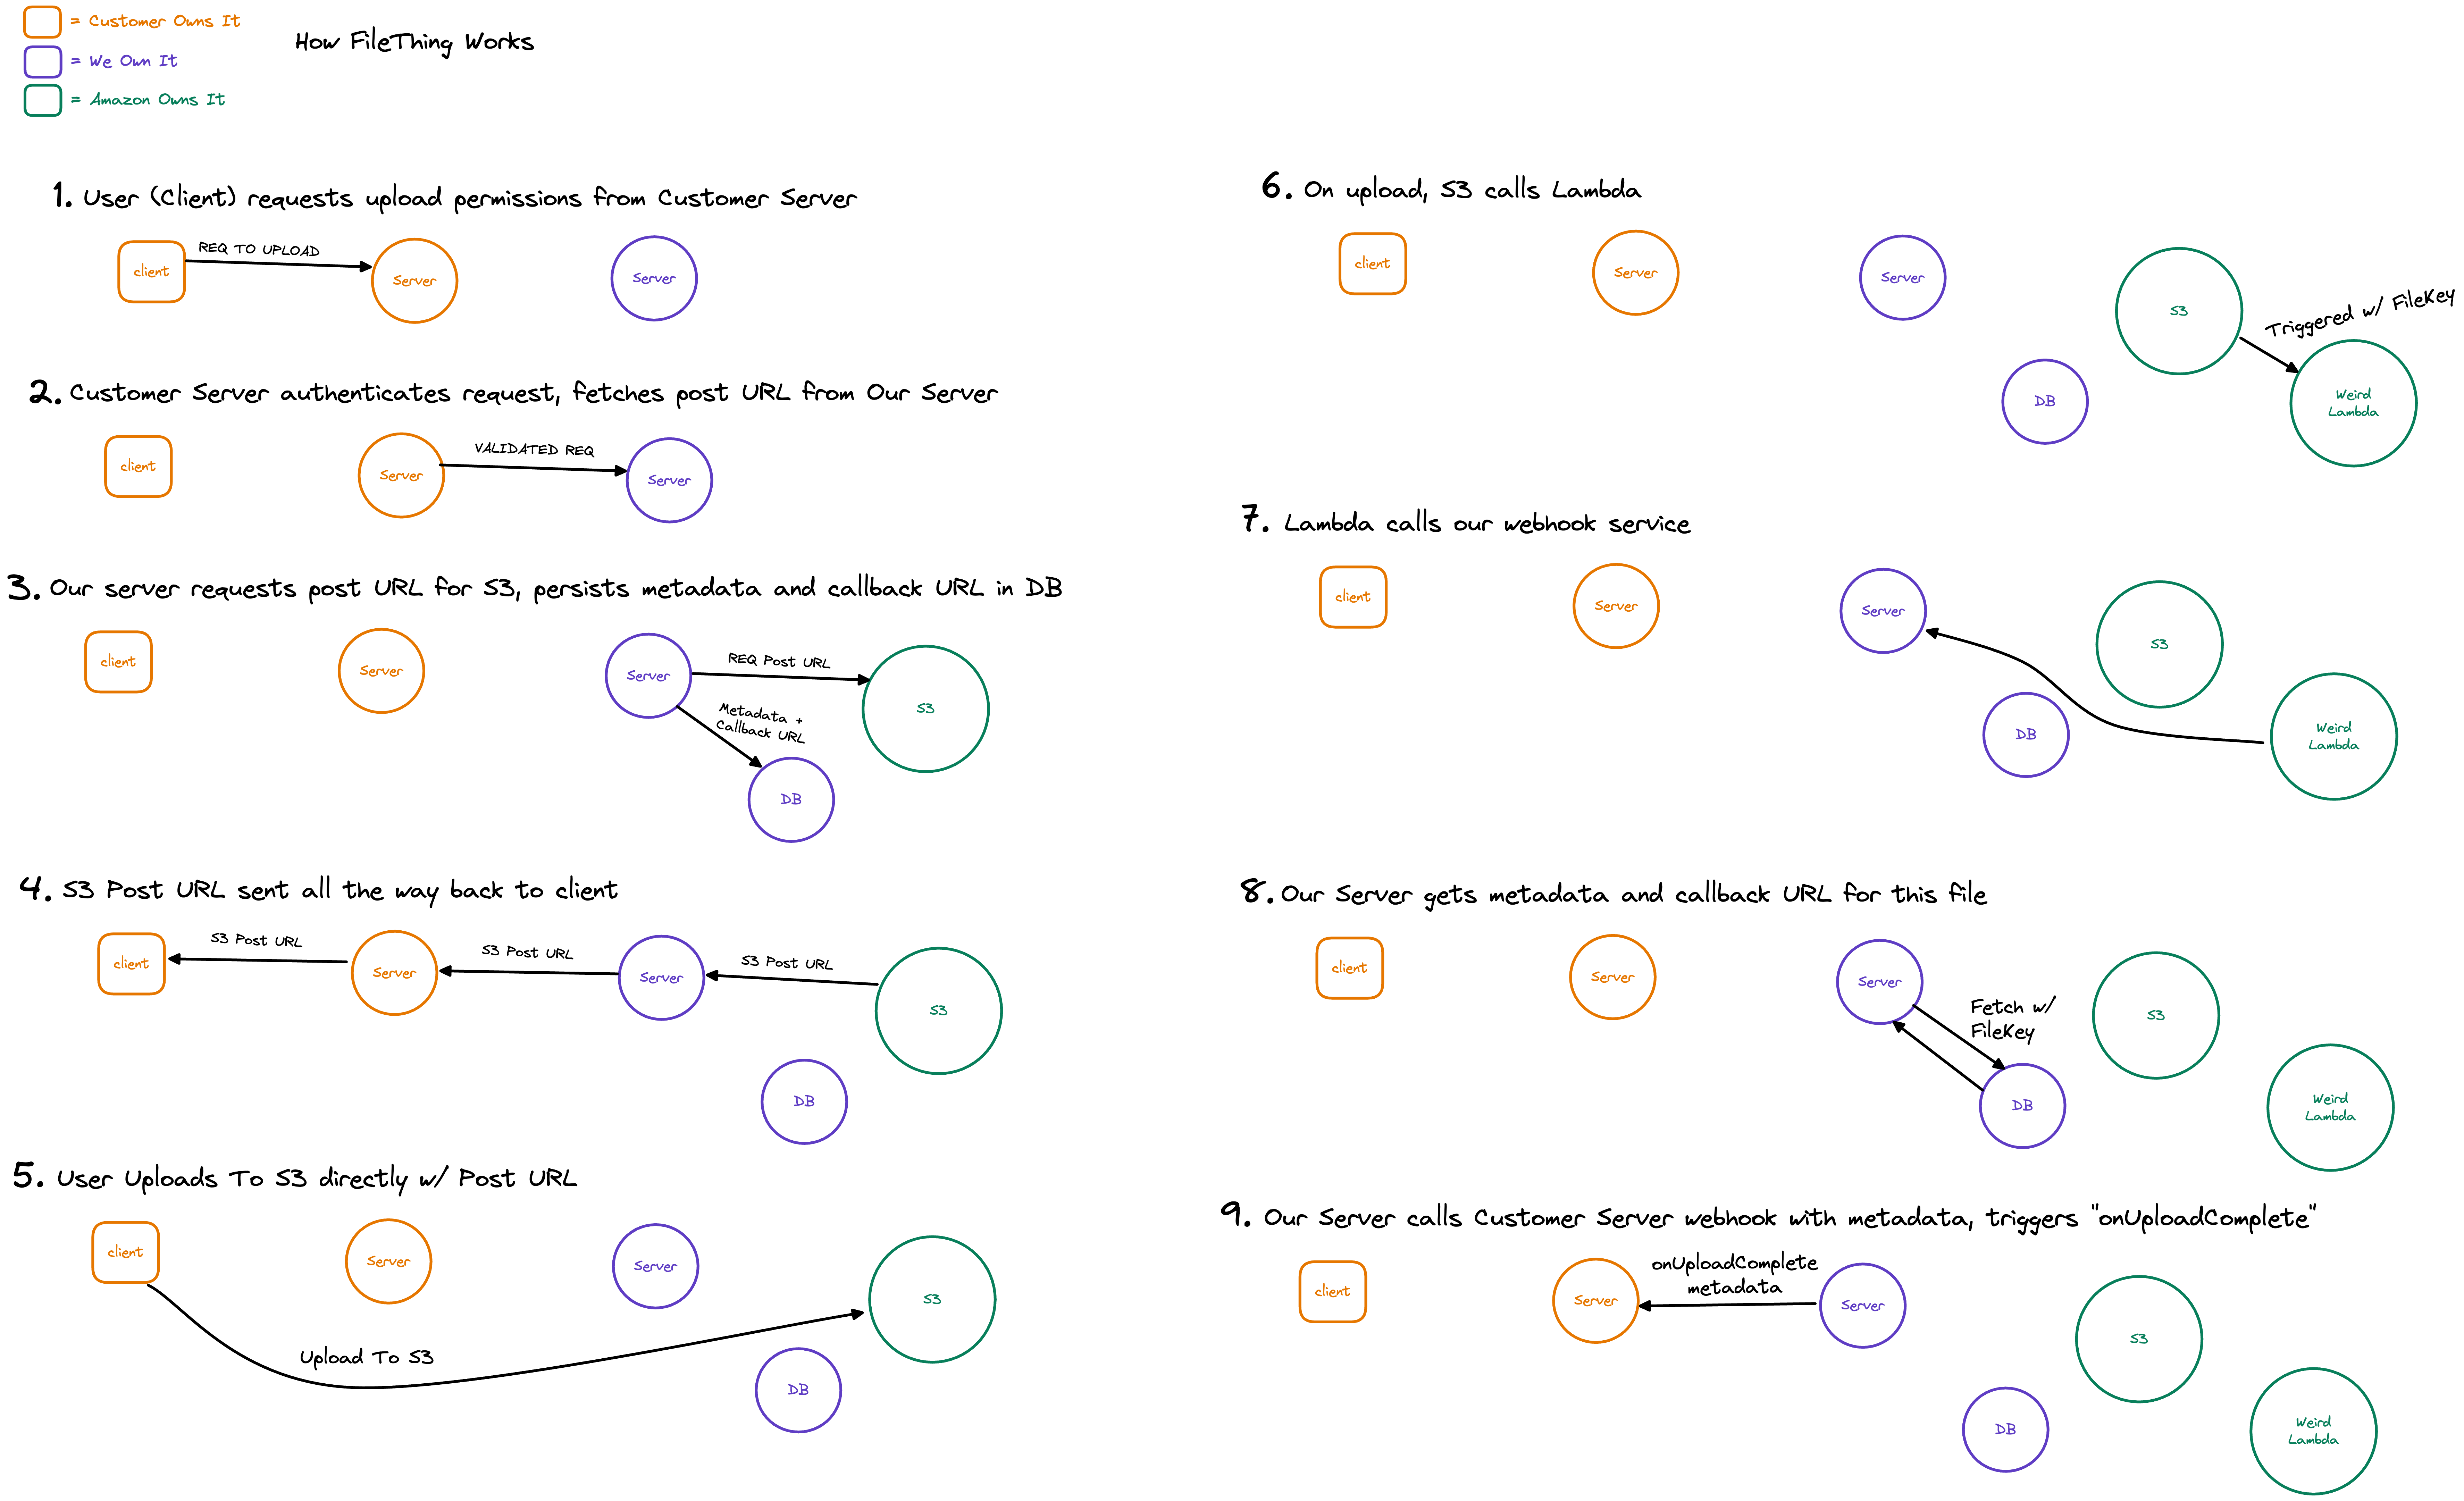 = Customer Owns It
= We Own It
= Amazon Owns It
How FileThing Works
1. User (Client) requests upload permissions from Customer Server
client
REQ TO UPLOAD
Server
Server
2. Customer Server authenticates request, fetches post URL from Our Server
client
Server
VALIDATED REQ
Server
3. Our server requests post URL for S3, persists metadata and callback URL in DB
client
Server
Server
REQ Post URL
S3
Metadata +
Callback URL
DB
4. S3 Post URL sent all the way back to client
client
S3 Post URL
Server
S3 Post URL
Server
S3 Post URL
S3
DB
5. User Uploads To S3 directly w/ Post URL
client
Server
Server
S3
Upload To S3
DB
6. On upload, S3 calls Lambda
client
Server
Server
S3
Triggered w/ FileKey
DB
Weird
Lambda
7. Lambda calls our webhook service
client
Server
Server
S3
DB
Weird
Lambda
8. Our Server gets metadata and callback URL for this file
client
Server
Server
Fetch w/
FileKey
S3
DB
Weird
Lambda
9. Our Server calls Customer Server webhook with metadata, triggers "onUploadComplete"
client
Server
onUploadComplete
metadata
Server
S3
DB
Weird
Lambda